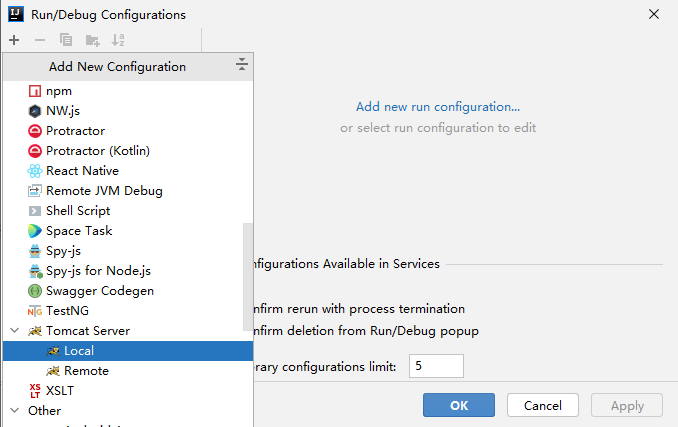 Run/Debug Configurations
Add New Configuration
npm
NW.js
Protractor
Protractor (Kotlin)
React Native
Remote JVM Debug
Shell Script
Space Task
Spy-js
Spy-js for Node.js
Swagger Codegen
TestNG
Tomcat Server
Local
Remote
XSLT
Other
Add new run configuration...
or select run configuration to edit
nfigurations Available in Services
nfirm rerun with process termination
nfirm deletion from Run/Debug popup
rary configurations limit:
5
OK
Cancel
Apply